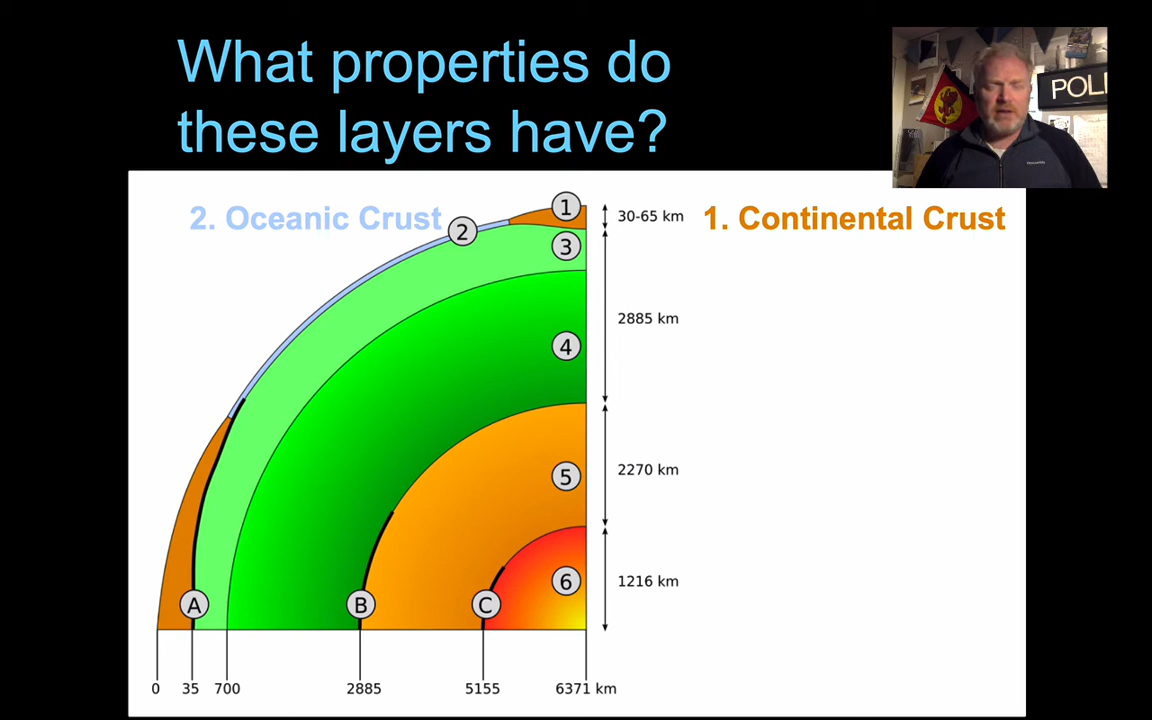 What properties do
these layers have?
POLI
2. Oceanic Crust
1
30-65 km
1. Continental Crust
2
3
2885 km
4
2270 km
5
1216 km
6
A
B
C
0
35
700
2885
5155
6371 km